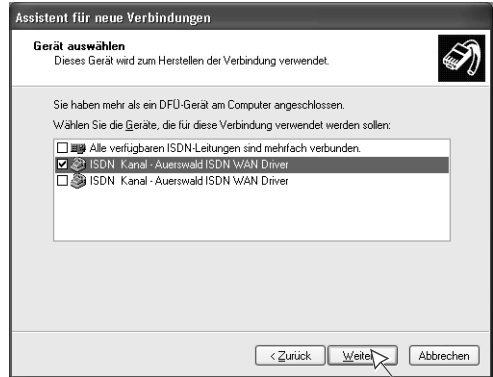 Assistent für neue Verbindungen
Gerät auswählen
Dieses Gerät wird zum Herstellen der Verbindung verwendet.
Sie haben mehr als ein DFÜ-Gerät am Computer angeschlossen.
Wählen Sie die Geräte, die für diese Verbindung verwendet werden sollen:
Alle verfügbaren ISDN-Leitungen sind mehrfach verbunden.
ISDN Kanal - Auerswald ISDN WAN Driver
ISDN Kanal - Auerswald ISDN WAN Driver
< Zurück Weiter Abbrechen